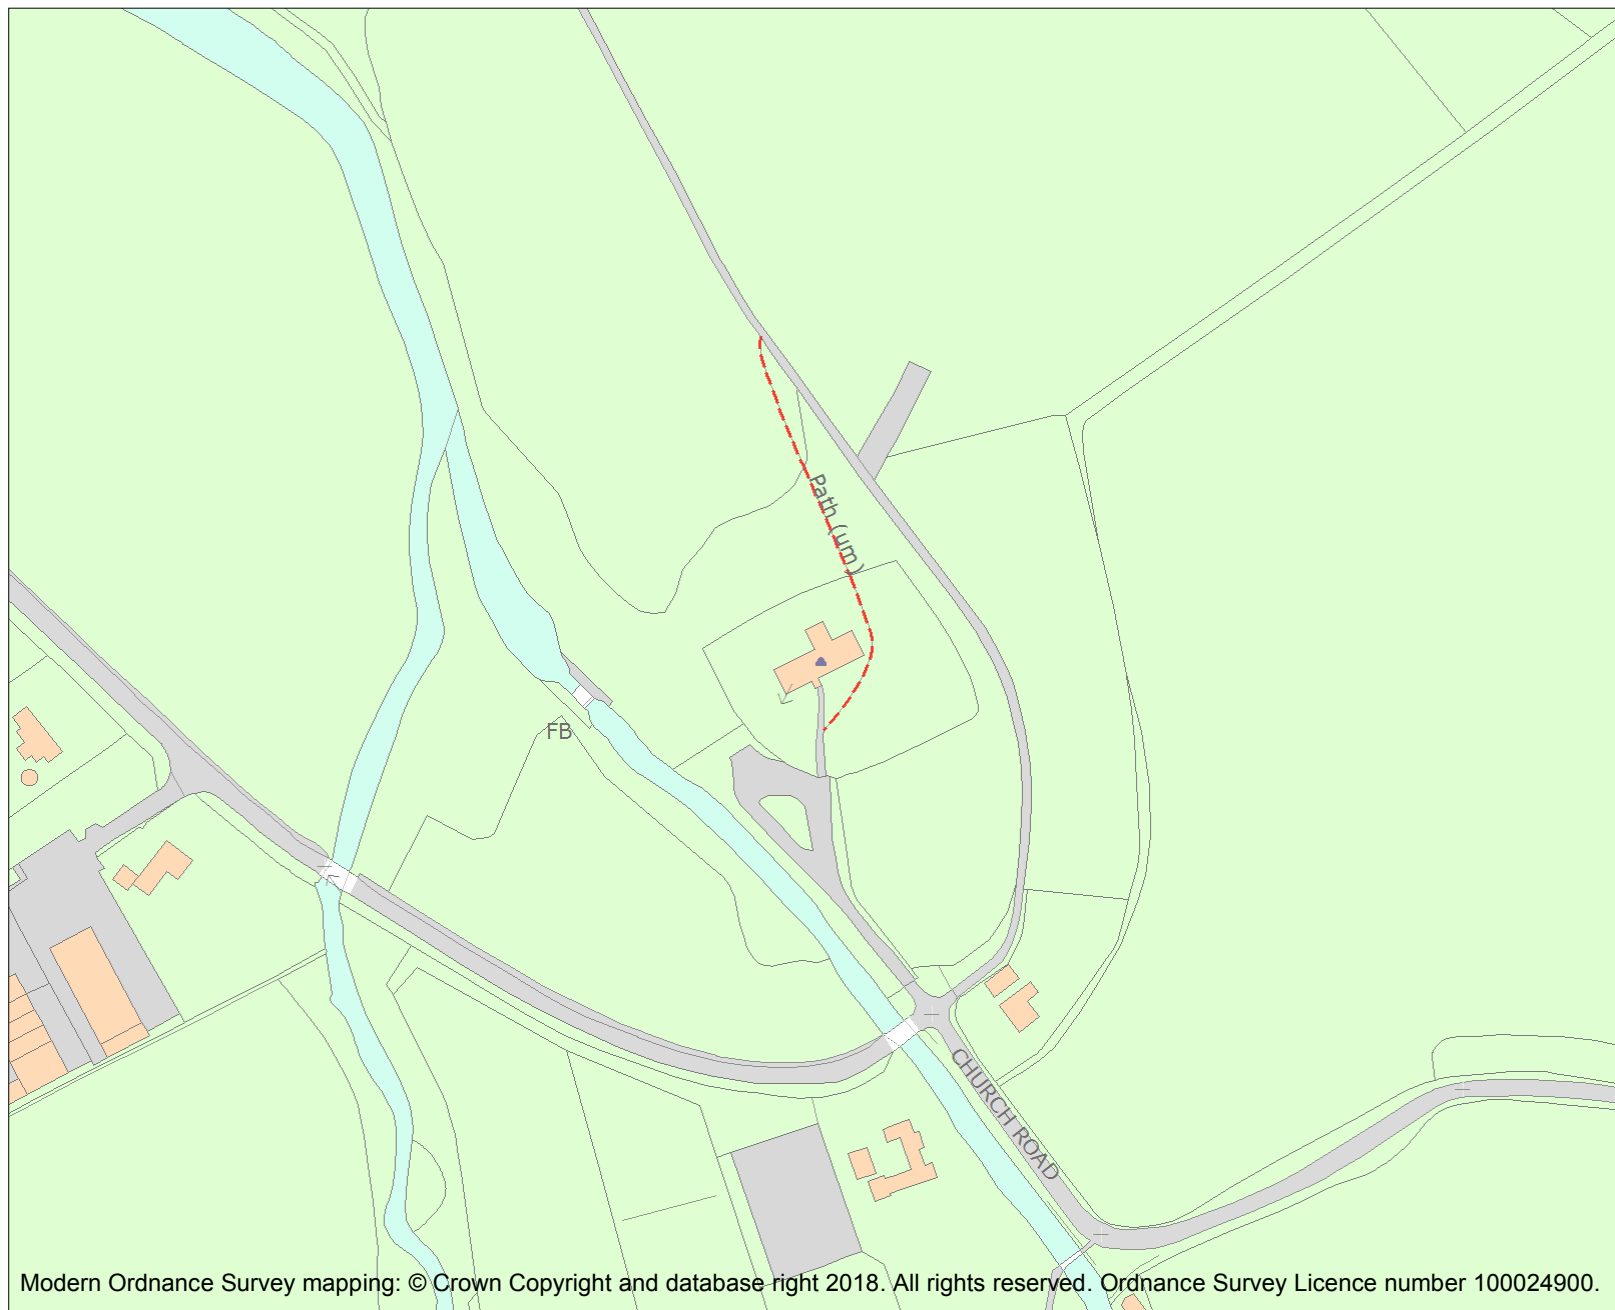 Path (um)
FB
CHURCH ROAD
Modern Ordnance Survey mapping: © Crown Copyright and database right 2018. All rights reserved. Ordnance Survey Licence number 100024900.